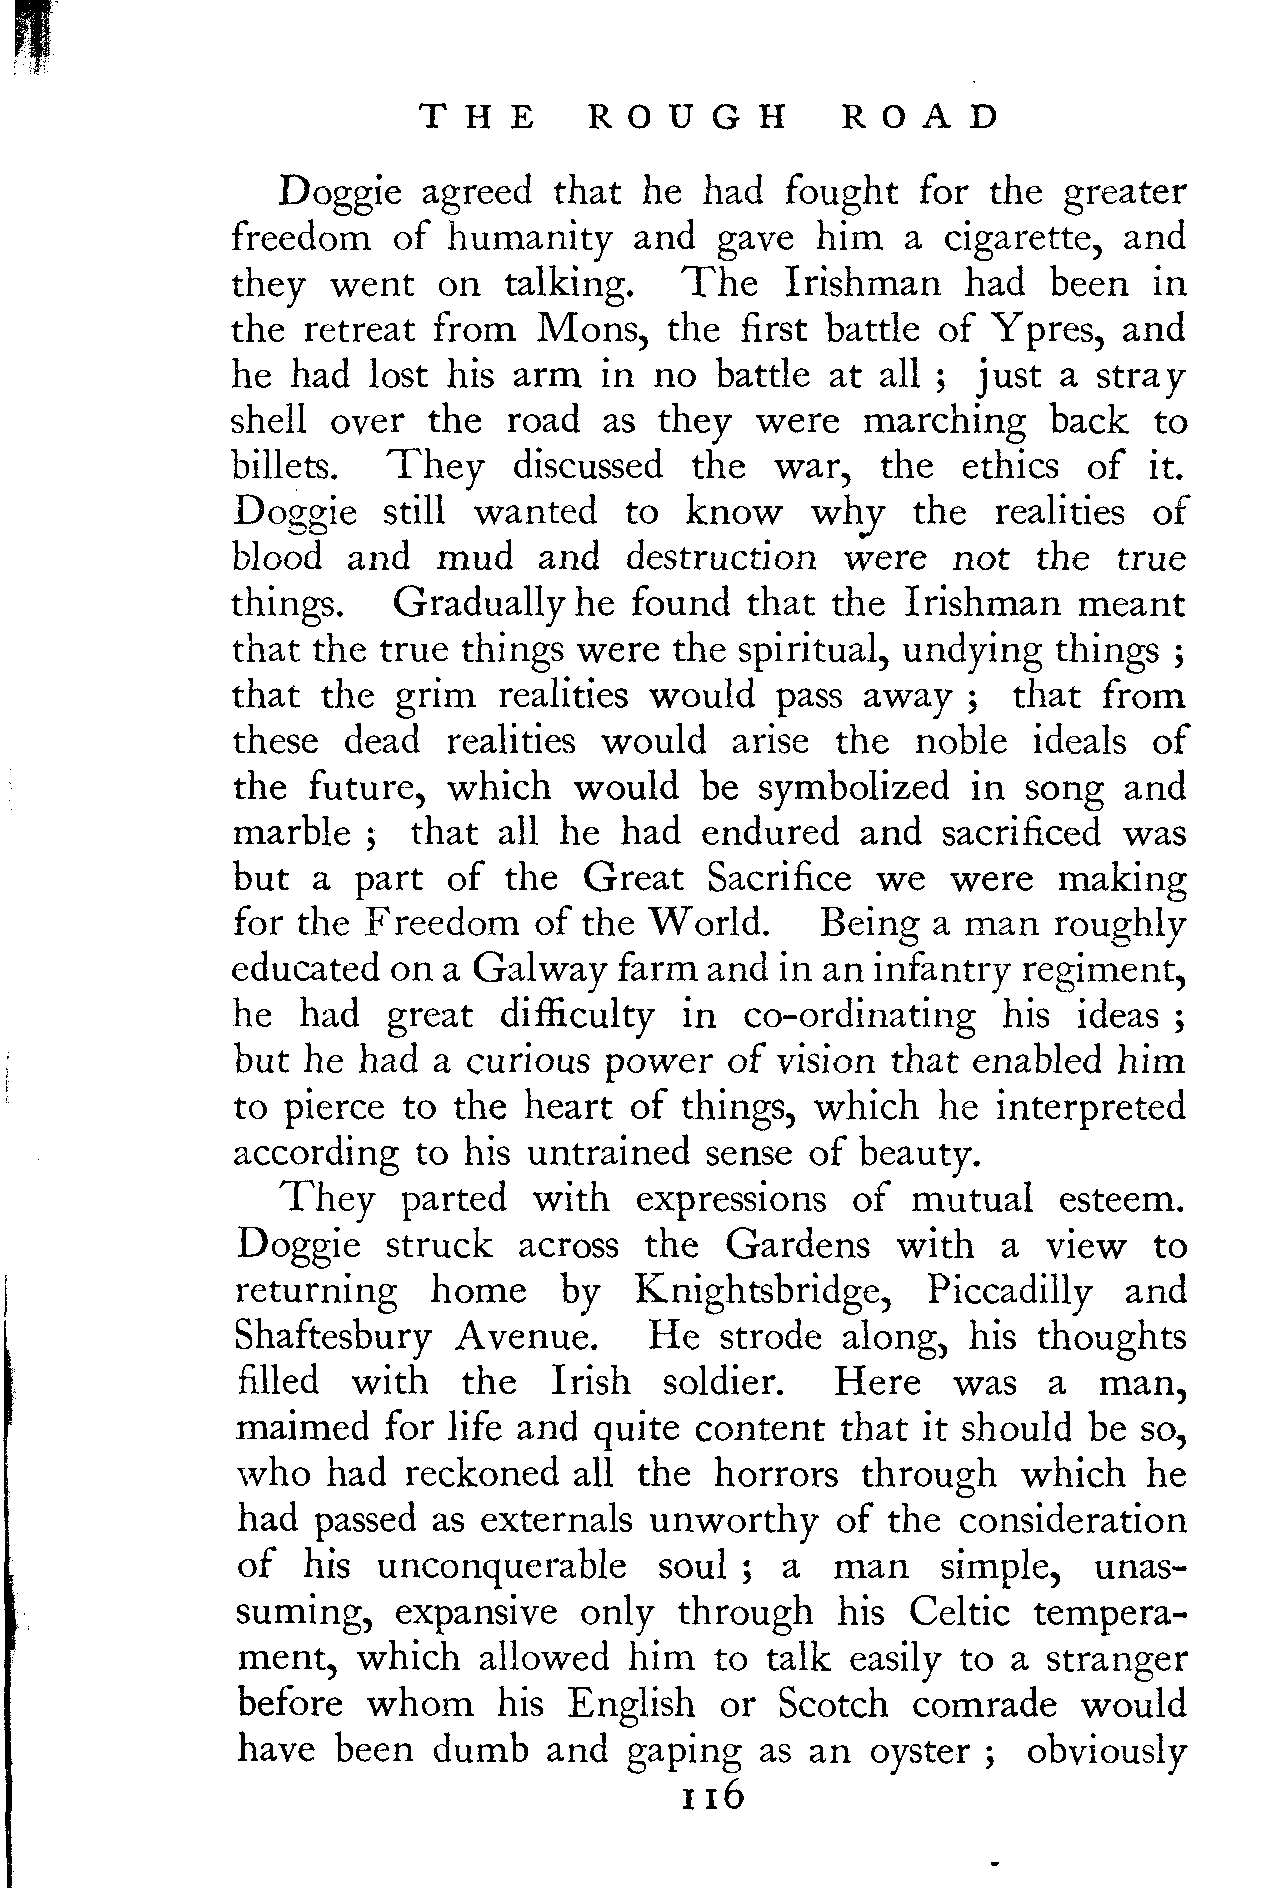 THE ROUGH ROAD
Doggie agreed that he had fought for the greater
freedom of humanity and gave him a cigarette, and
they went on talking. The Irishman had been in
the retreat from Mons, the first battle of Ypres, and
he had lost his arm in no battle at all ; just a stray
shell over the road as they were marching back to
billets. They discussed the war, the ethics of it.
Doggie still wanted to know why the realities of
blood and mud and destruction were not the true
things. Gradually he found that the Irishman meant
that the true things were the spiritual, undying things ;
that the grim realities would pass away ; that from
these dead realities would arise the noble ideals of
the future, which would be symbolized in song and
marble ; that all he had endured and sacrificed was
but a part of the Great Sacrifice we were making
for the Freedom of the World. Being a man roughly
educated on a Galway farm and in an infantry regiment,
he had great difficulty in co-ordinating his ideas ;
but he had a curious power of vision that enabled him
to pierce to the heart of things, which he interpreted
according to his untrained sense of beauty.
They parted with expressions of mutual esteem.
Doggie struck across the Gardens with a view to
returning home by Knightsbridge, Piccadilly and
Shaftesbury Avenue. He strode along, his thoughts
filled with the Irish soldier. Here was a man,
maimed for life and quite content that it should be so,
who had reckoned all the horrors through which he
had passed as externals unworthy of the consideration
of his unconquerable soul ; a man simple, unas-
suming, expansive only through his Celtic tempera-
ment, which allowed him to talk easily to a stranger
before whom his English or Scotch comrade would
have been dumb and gaping as an oyster ; obviously
116